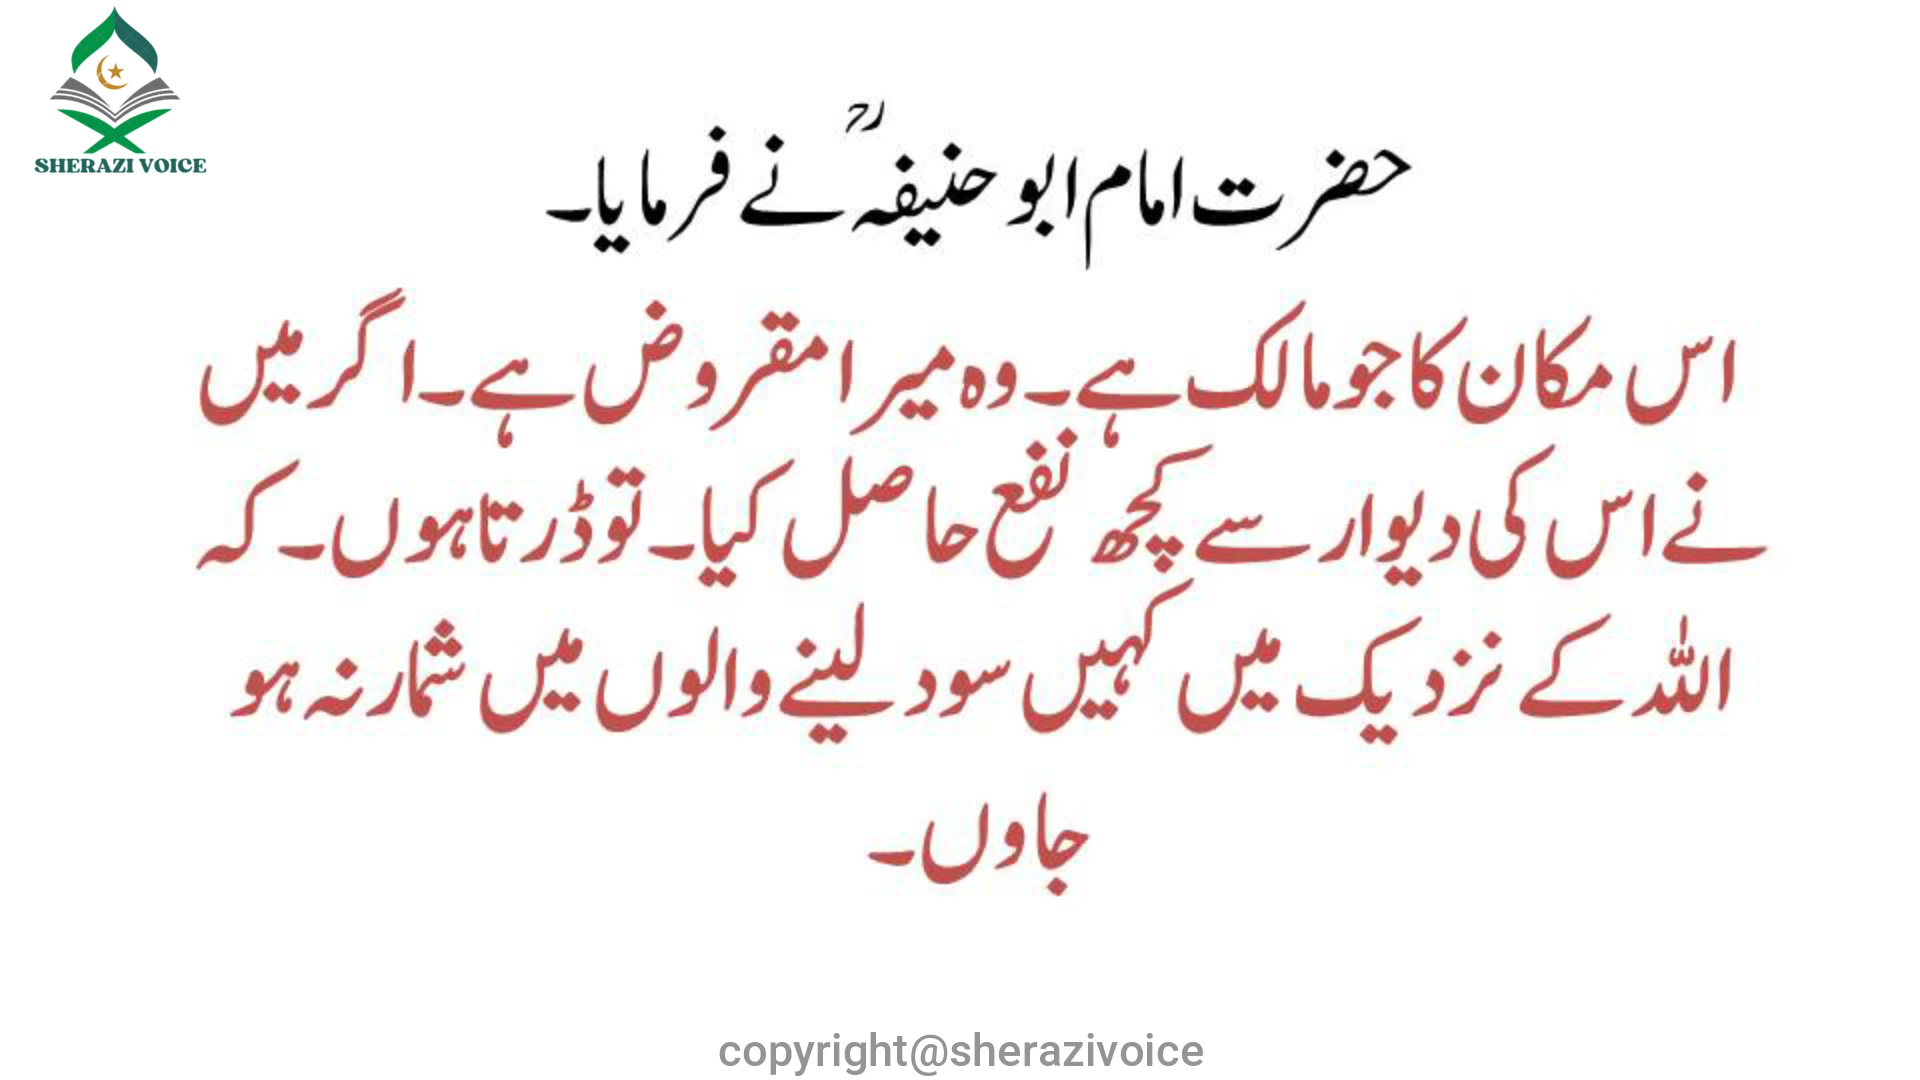 SHERAZI VOICE
حضرت امام ابو حنیفہؒ نے فرمایا۔
اس مکان کا جو مالک ہے۔ وہ میرا مقروض ہے۔ اگر میں
نے اس کی دیوار سے کچھ نفع حاصل کیا۔ تو ڈرتا ہوں۔ کہ
اللہ کے نزدیک میں کہیں سود لینے والوں میں شمار نہ ہو
جاوں۔
copyright@sherazivoice